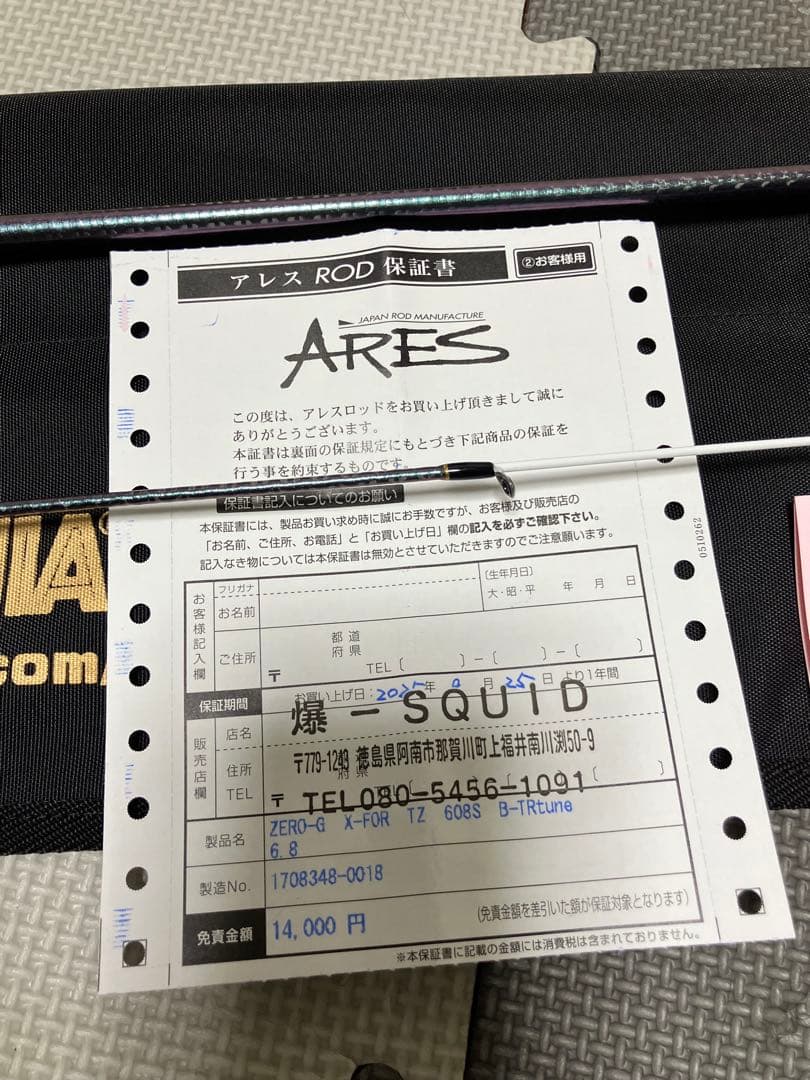 アレス ROD 保証書
②お客様用
JAPAN ROD MANUFACTURE
ARES
この度は、アレスロッドをお買い上げ頂きまして誠に
ありがとうございます。
本証書は裏面の保証規定にもとづき下記商品の保証を
行う事を約束するものです。
保証書記入についてのお願い
本保証書には、製品お買い求め時に誠にお手数ですが、お客様及び販売店の
「お名前、ご住所、お電話」と「お買い上げ日」欄の記入を必ずご確認下さい。
記入なき物については本保証書は無効とさせていただきますのでご注意願います。
0510262
お客様記入欄
フリガナ
お名前
(生年月日)
大・昭・平 年 月 日
ご住所
都道
府県
〒 TEL ( ) - ( ) - ( )
保証期間
お買い上げ日: 2025年 月 25日 より1年間
販売店欄
店名
爆-SQUID
住所
〒779-1243 徳島県阿南市那賀川町上福井南川渕50-9
府県
TEL
〒 TEL080-5456-1091
製品名
ZERO-G X-FOR TZ 608S B-TRtune
6.8
製造No.
1708348-0018
免責金額
14,000 円
(免責金額を差引いた額が保証対象となります)
※本保証書に記載の金額には消費税は含まれておりません。
IA
.com/